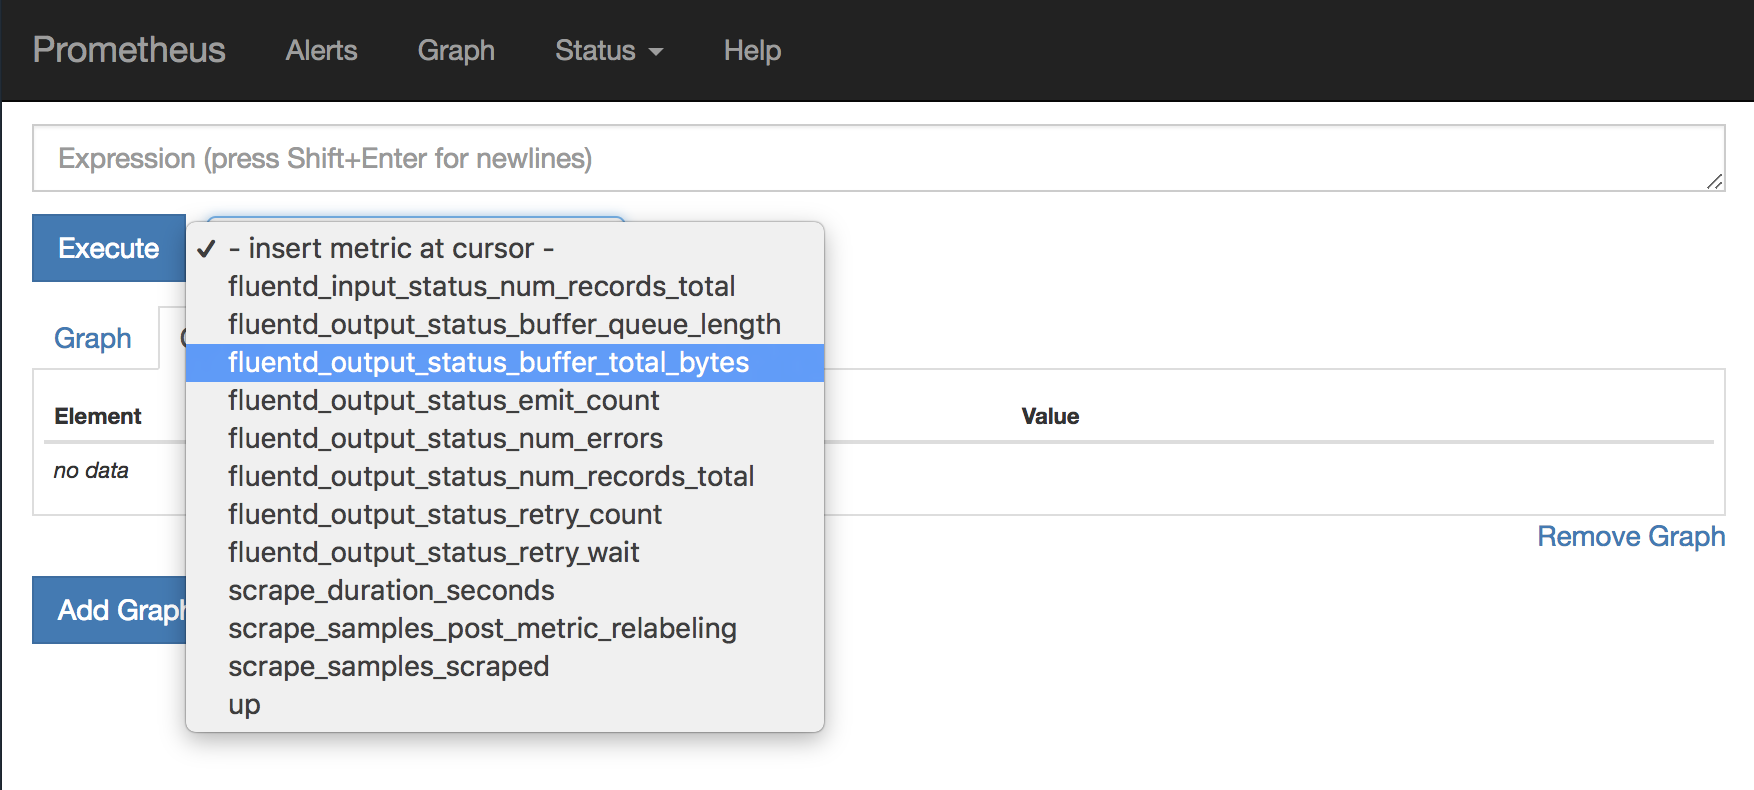 Prometheus Alerts Graph Status Help
Expression (press Shift+Enter for newlines)
Execute
✓ - insert metric at cursor -
fluentd_input_status_num_records_total
fluentd_output_status_buffer_queue_length
Graph
fluentd_output_status_buffer_total_bytes
fluentd_output_status_emit_count
Element Value
fluentd_output_status_num_errors
no data
fluentd_output_status_num_records_total
fluentd_output_status_retry_count
Remove Graph
fluentd_output_status_retry_wait
scrape_duration_seconds
Add Graph
scrape_samples_post_metric_relabeling
scrape_samples_scraped
up